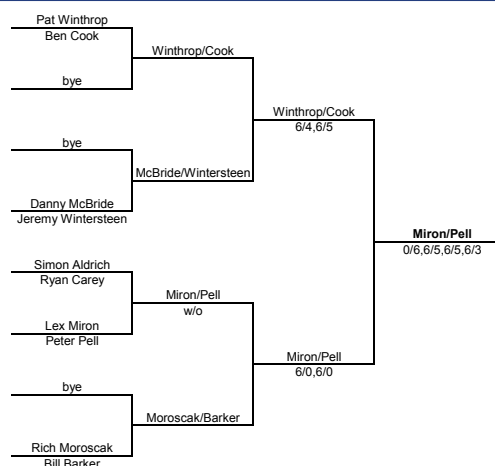 Pat Winthrop
Ben Cook
Winthrop/Cook
bye
Winthrop/Cook
6/4,6/5
bye
McBride/Wintersteen
Danny McBride
Jeremy Wintersteen
Miron/Pell
0/6,6/5,6/5,6/3
Simon Aldrich
Ryan Carey
Miron/Pell
w/o
Lex Miron
Peter Pell
Miron/Pell
6/0,6/0
bye
Moroscak/Barker
Rich Moroscak
Bill Barker